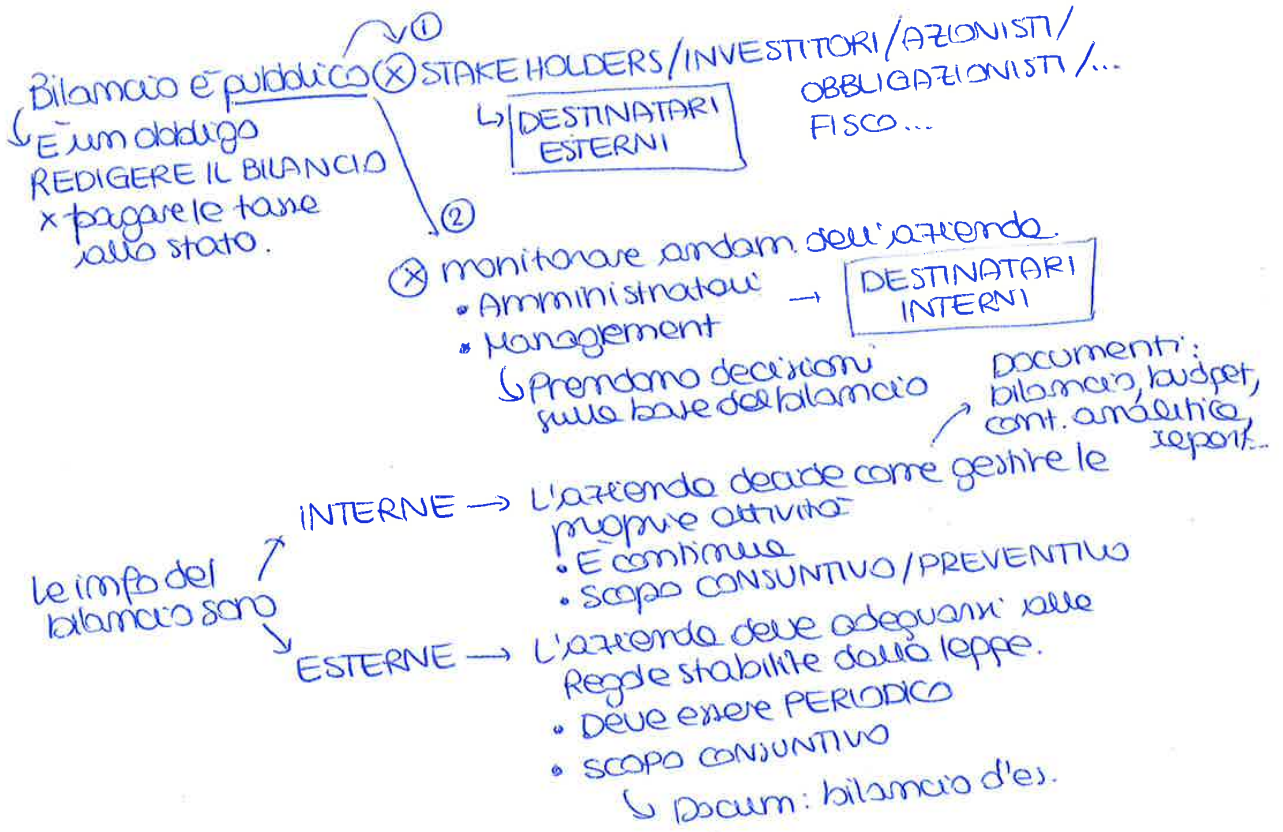 ①
Bilancio è pubblico ⓧ STAKEHOLDERS/INVESTITORI/AZIONISTI/
OBBLIGAZIONISTI/...
FISCO...
↳ DESTINATARI
ESTERNI
↳ È un obbligo
REDIGERE IL BILANCIO
x pagare le tasse
allo stato.
②
ⓧ monitorare andam. dell'azienda.
• Amministratori
• Management
→ DESTINATARI
INTERNI
↳ Prendono decisioni
sulla base del bilancio
Le info del
bilancio sono
INTERNE → L'azienda decide come gestire le
proprie attività
Documenti:
bilancio, budget,
cont. analitica,
report...
• È continua
• SCOPO CONSUNTIVO/PREVENTIVO
ESTERNE → L'azienda deve adeguarsi alle
Regole stabilite dalla legge.
• Deve essere PERIODICO
• SCOPO CONSUNTIVO
↳ Docum: bilancio d'es.